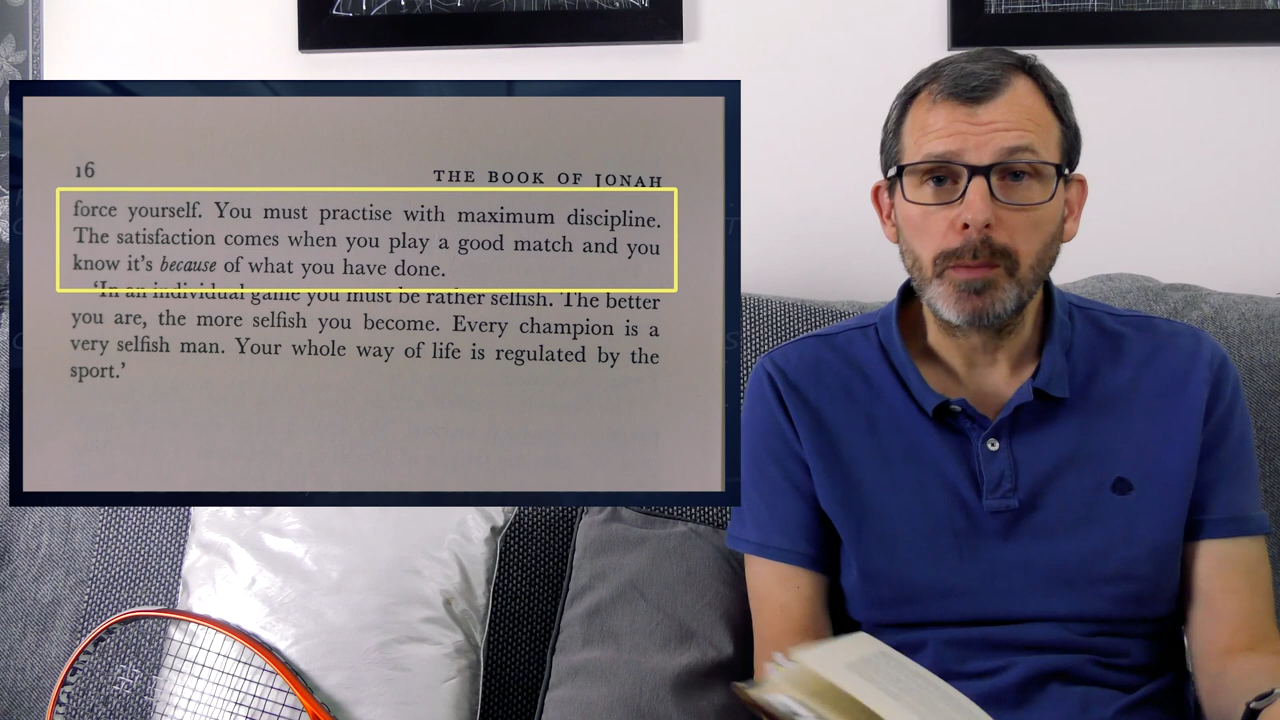 16
THE BOOK OF JONAH
force yourself. You must practise with maximum discipline.
The satisfaction comes when you play a good match and you
know it's because of what you have done.
'In an individual game you must be rather selfish. The better
you are, the more selfish you become. Every champion is a
very selfish man. Your whole way of life is regulated by the
sport.'